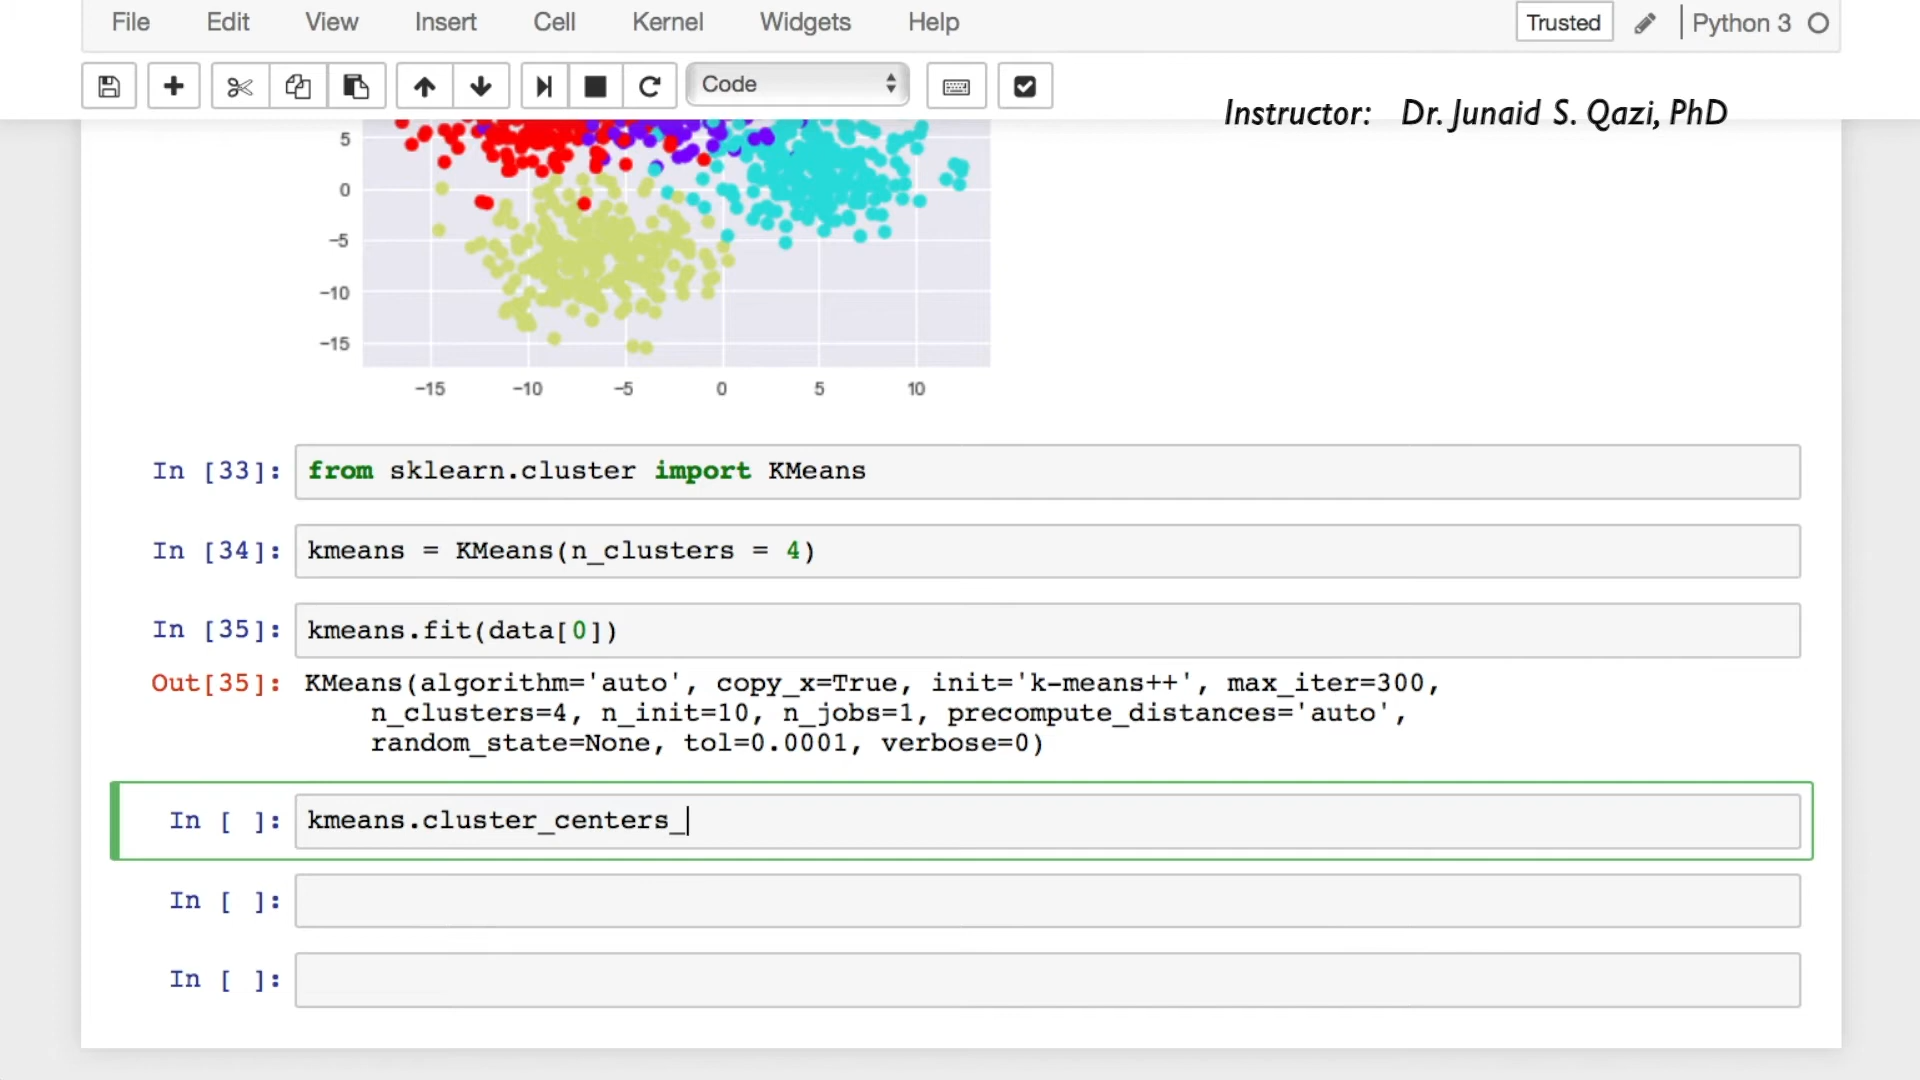 File Edit View Insert Cell Kernel Widgets Help Trusted Python 3
Code
Instructor: Dr. Junaid S. Qazi, PhD
5
0
−5
−10
−15
−15 −10 −5 0 5 10
In [33]: from sklearn.cluster import KMeans
In [34]: kmeans = KMeans(n_clusters = 4)
In [35]: kmeans.fit(data[0])
Out[35]: KMeans(algorithm='auto', copy_x=True, init='k-means++', max_iter=300,
n_clusters=4, n_init=10, n_jobs=1, precompute_distances='auto',
random_state=None, tol=0.0001, verbose=0)
In [ ]: kmeans.cluster_centers_
In [ ]:
In [ ]: